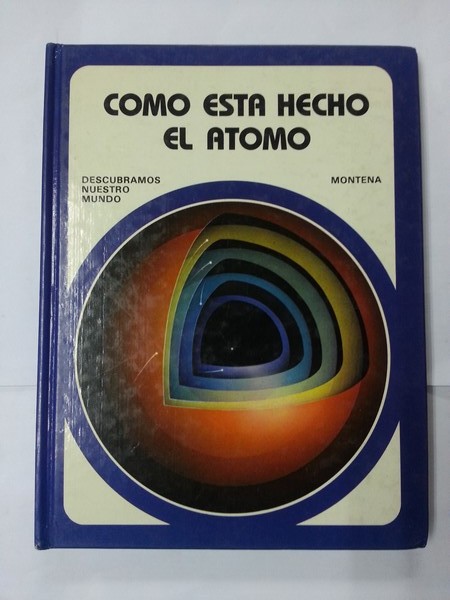 COMO ESTA HECHO
EL ATOMO
DESCUBRAMOS
NUESTRO
MUNDO
MONTENA